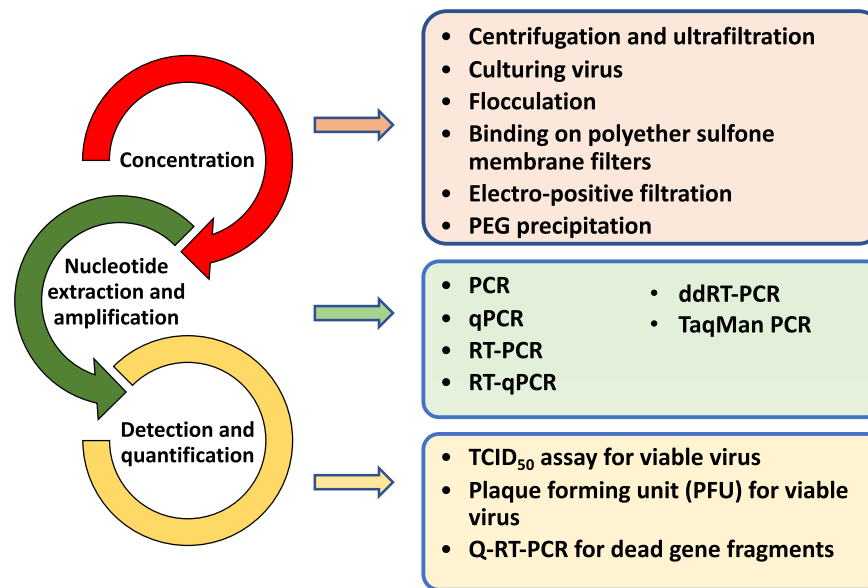 Concentration
• Centrifugation and ultrafiltration
• Culturing virus
• Flocculation
• Binding on polyether sulfone
membrane filters
• Electro-positive filtration
• PEG precipitation
Nucleotide
extraction and
amplification
• PCR
• qPCR
• RT-PCR
• RT-qPCR
• ddRT-PCR
• TaqMan PCR
Detection and
quantification
• TCID₅₀ assay for viable virus
• Plaque forming unit (PFU) for viable
virus
• Q-RT-PCR for dead gene fragments